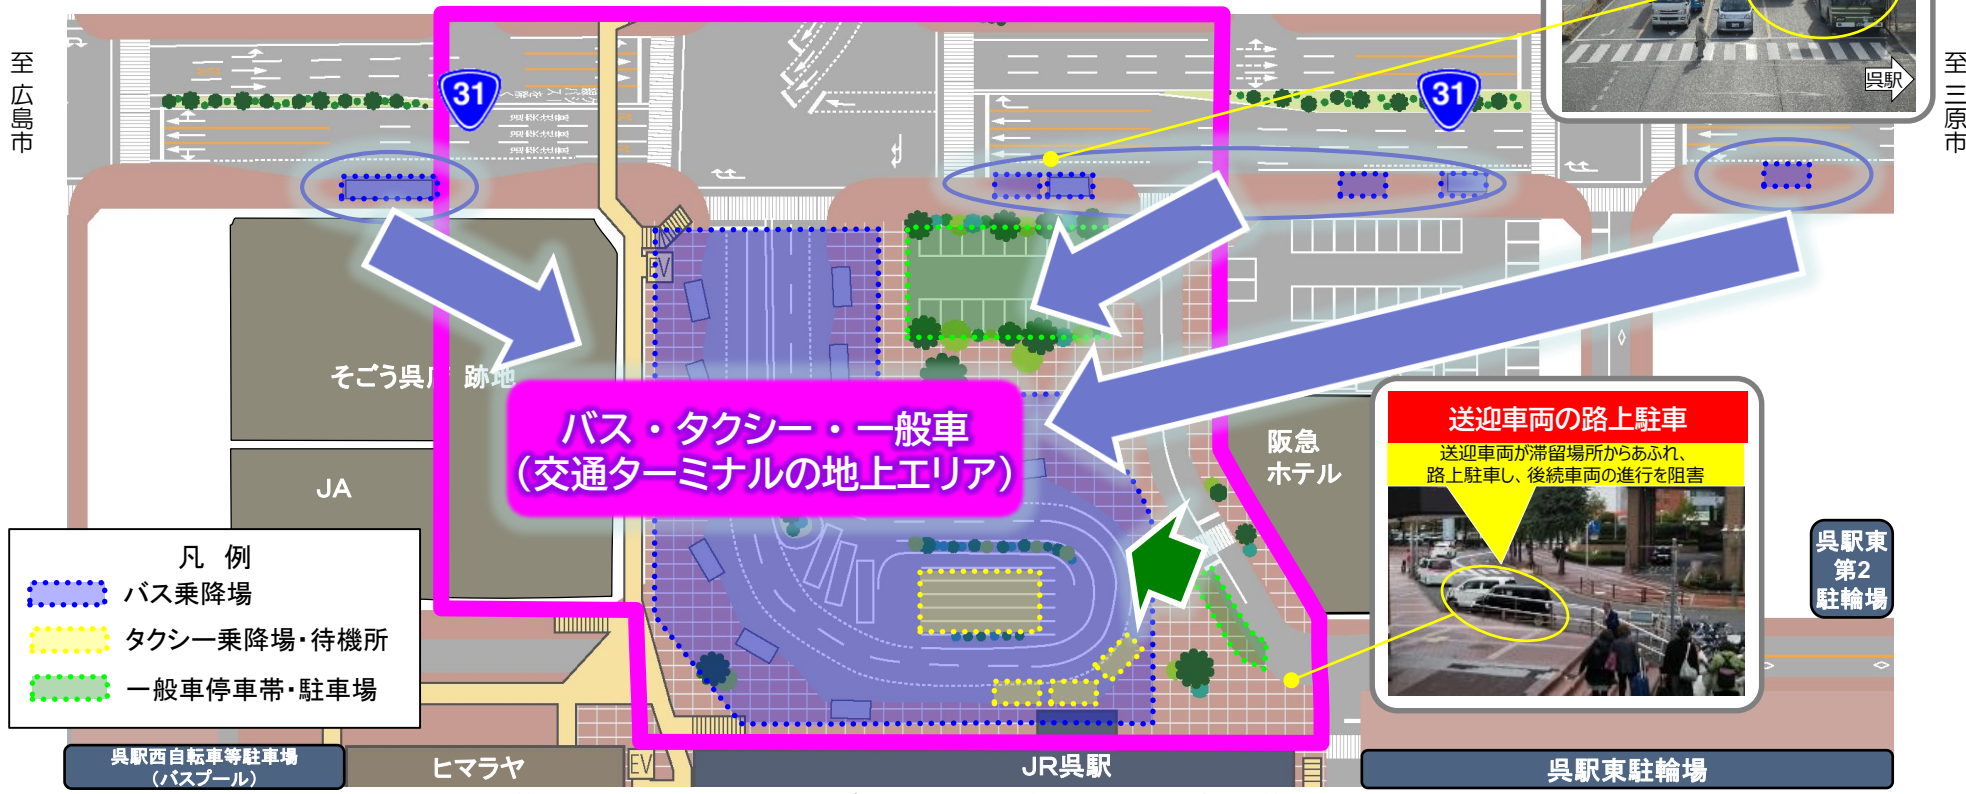 至広島市
31
31
呉駅
至三原市
EV
そごう呉店 跡地
バス・タクシー・一般車
(交通ターミナルの地上エリア)
JA
阪急
ホテル
送迎車両の路上駐車
送迎車両が滞留場所からあふれ、
路上駐車し、後続車両の進行を阻害
呉駅東
第2
駐輪場
凡 例
バス乗降場
タクシー乗降場・待機所
一般車停車帯・駐車場
呉駅西自転車等駐車場
(バスプール)
ヒマラヤ
EV
JR呉駅
呉駅東駐輪場